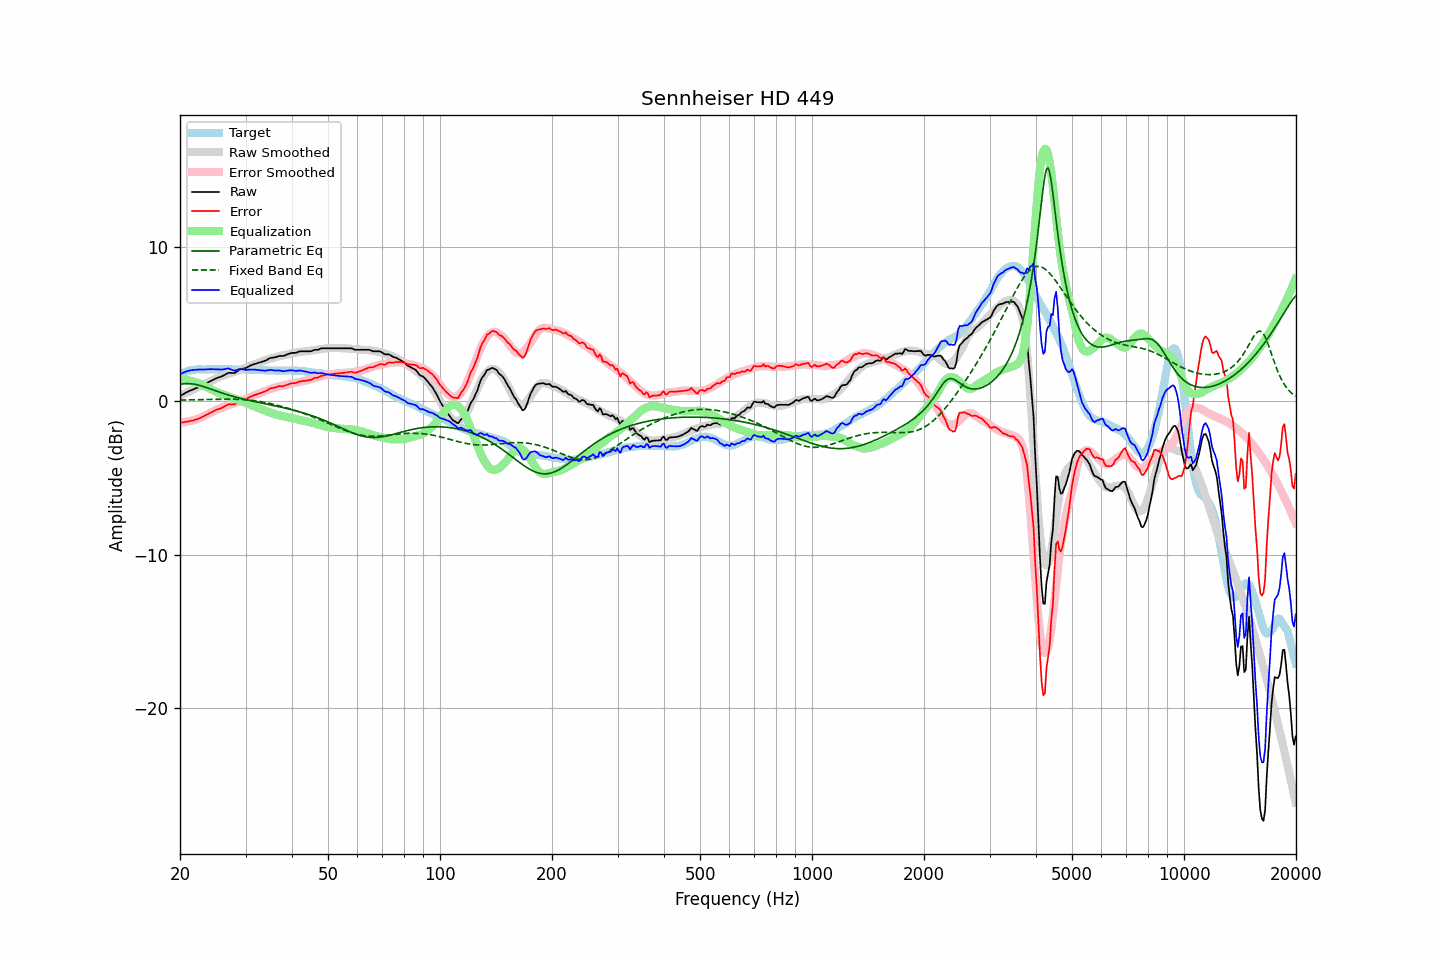 Sennheiser HD 449
Target
Raw Smoothed
Error Smoothed
Raw
Error
Equalization
Parametric Eq
Fixed Band Eq
Equalized
10
0
−10
−20
Amplitude (dBr)
20
50
100
200
500
1000
2000
5000
10000
20000
Frequency (Hz)